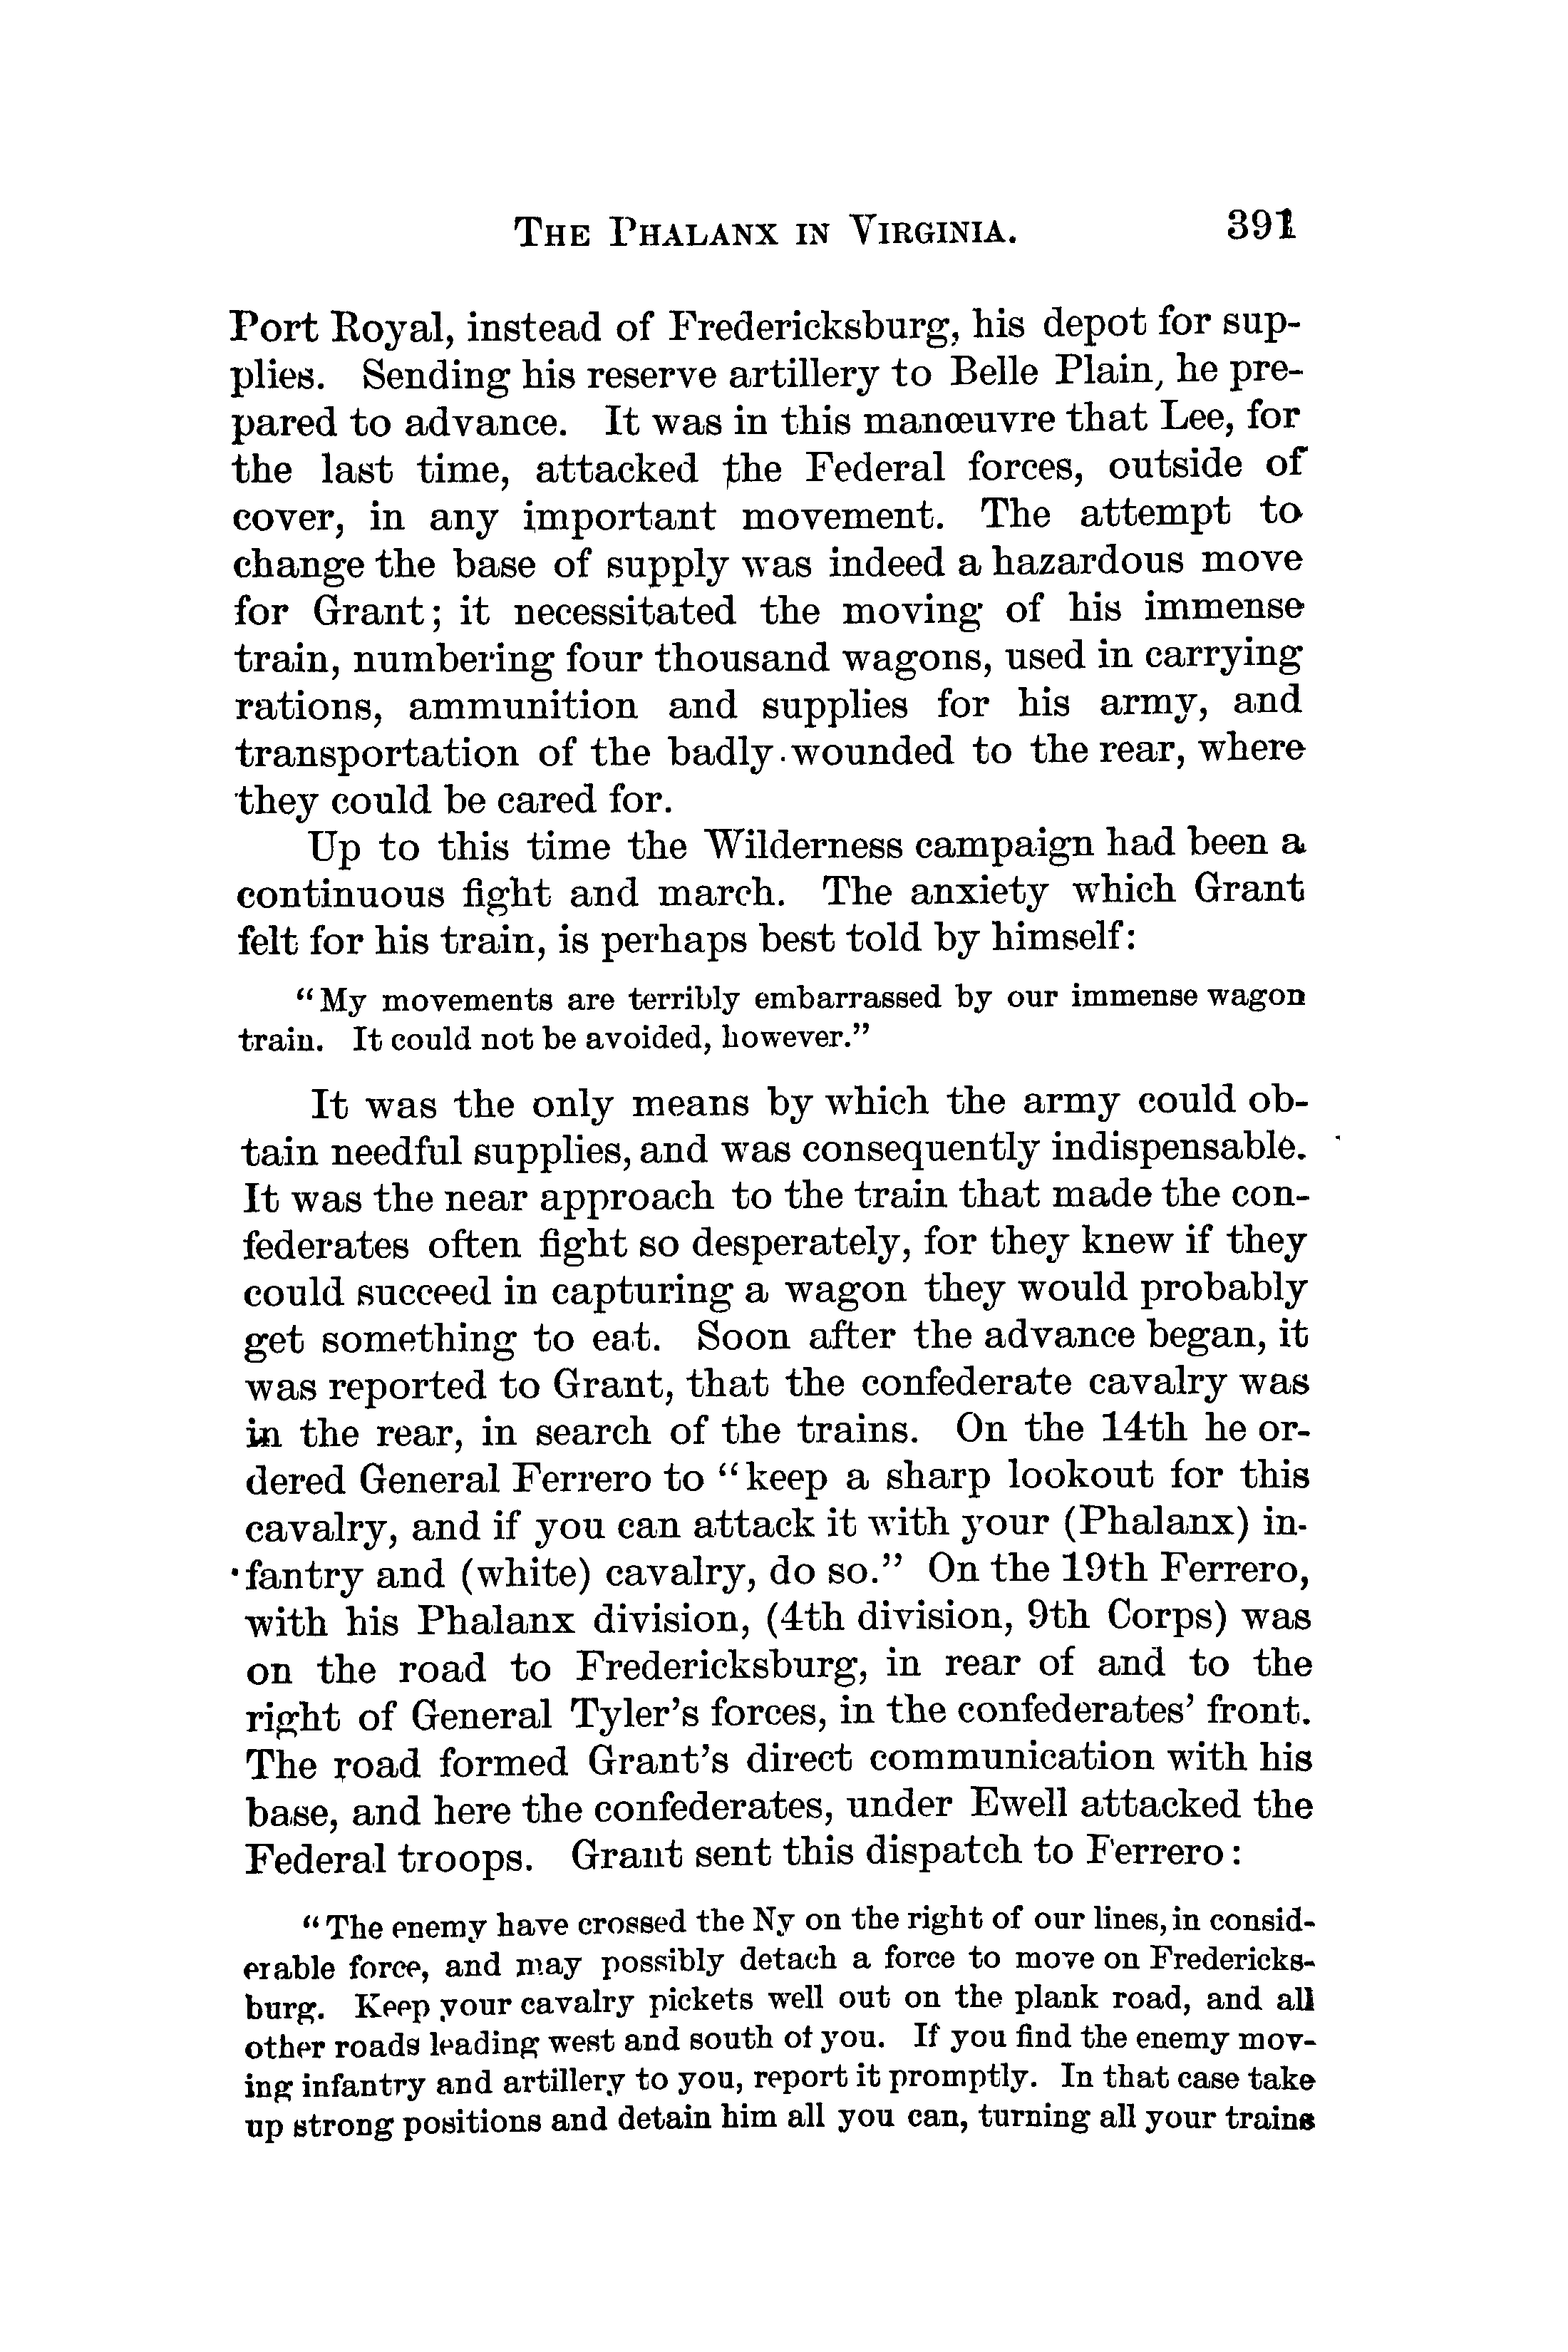 THE PHALANX IN VIRGINIA. 391
Port Royal, instead of Fredericksburg, his depot for sup-
plies. Sending his reserve artillery to Belle Plain, he pre-
pared to advance. It was in this manœuvre that Lee, for
the last time, attacked the Federal forces, outside of
cover, in any important movement. The attempt to
change the base of supply was indeed a hazardous move
for Grant; it necessitated the moving of his immense
train, numbering four thousand wagons, used in carrying
rations, ammunition and supplies for his army, and
transportation of the badly wounded to the rear, where
they could be cared for.
Up to this time the Wilderness campaign had been a
continuous fight and march. The anxiety which Grant
felt for his train, is perhaps best told by himself:
“My movements are terribly embarrassed by our immense wagon
train. It could not be avoided, however.”
It was the only means by which the army could ob-
tain needful supplies, and was consequently indispensable.
It was the near approach to the train that made the con-
federates often fight so desperately, for they knew if they
could succeed in capturing a wagon they would probably
get something to eat. Soon after the advance began, it
was reported to Grant, that the confederate cavalry was
in the rear, in search of the trains. On the 14th he or-
dered General Ferrero to “keep a sharp lookout for this
cavalry, and if you can attack it with your (Phalanx) in-
fantry and (white) cavalry, do so.” On the 19th Ferrero,
with his Phalanx division, (4th division, 9th Corps) was
on the road to Fredericksburg, in rear of and to the
right of General Tyler’s forces, in the confederates’ front.
The road formed Grant’s direct communication with his
base, and here the confederates, under Ewell attacked the
Federal troops. Grant sent this dispatch to Ferrero:
“The enemy have crossed the Ny on the right of our lines, in consid-
erable force, and may possibly detach a force to move on Fredericks-
burg. Keep your cavalry pickets well out on the plank road, and all
other roads leading west and south of you. If you find the enemy mov-
ing infantry and artillery to you, report it promptly. In that case take
up strong positions and detain him all you can, turning all your trains